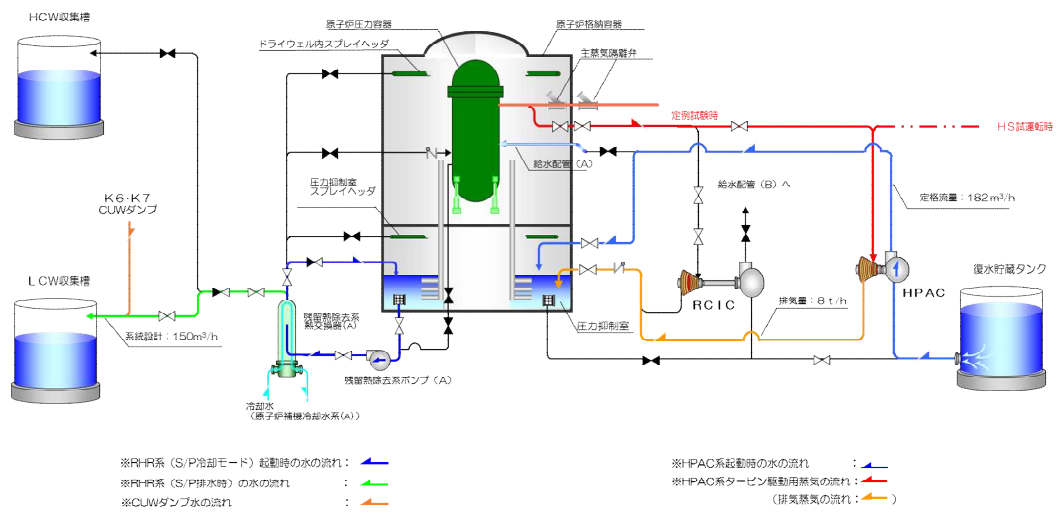 HCW収集槽
原子炉圧力容器
ドライウェル内スプレイヘッダ
原子炉格納容器
主蒸気隔離弁
定例試験時
HS試運転時
給水配管（A）
圧力抑制室
スプレイヘッダ
給水配管（B）へ
定格流量：182m³/h
K6・K7
CUWダンプ
LCW収集槽
系統設計：150m³/h
残留熱除去系
熱交換器(A)
残留熱除去系ポンプ（A）
冷却水
（原子炉補機冷却水系(A)）
圧力抑制室
RCIC
排気量：8t/h
HPAC
復水貯蔵タンク
※RHR系（S/P冷却モード）起動時の水の流れ：
※RHR系（S/P排水時）の水の流れ　：
※CUWダンプ水の流れ　：
※HPAC系起動時の水の流れ　：
※HPAC系タービン駆動用蒸気の流れ：
（排気蒸気の流れ：　）